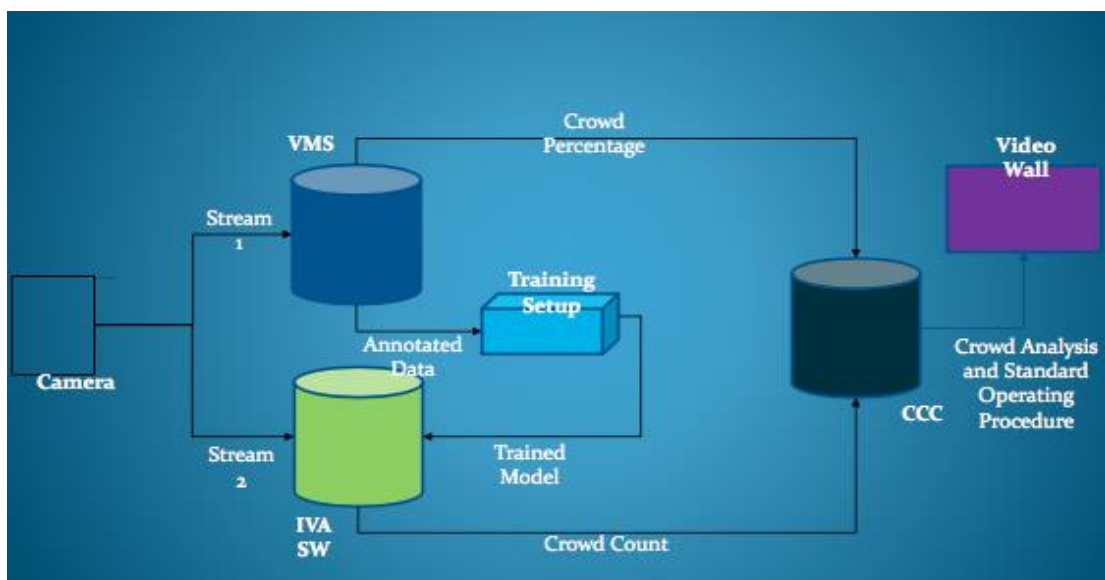 VMS
Crowd
Percentage
Video
Wall
Stream
1
Training
Setup
Camera
Annotated
Data
Crowd Analysis
and Standard
Operating
Procedure
CCC
Stream
2
Trained
Model
IVA
SW
Crowd Count